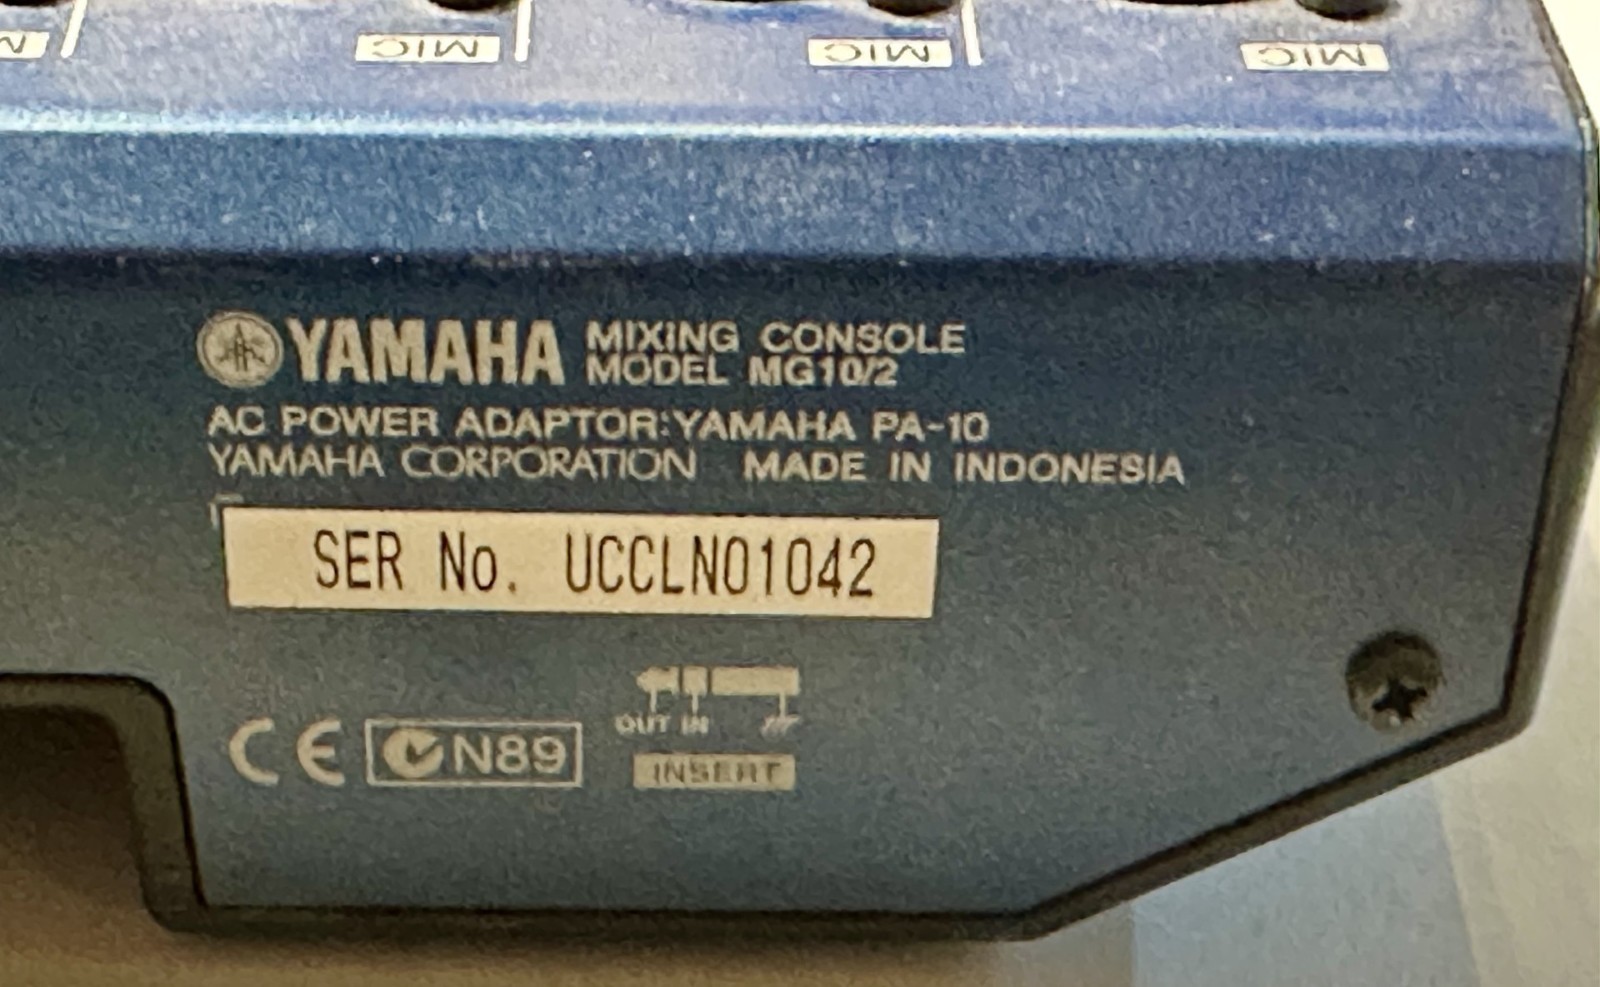 MIC MIC MIC
YAMAHA MIXING CONSOLE
MODEL MG10/2
AC POWER ADAPTOR:YAMAHA PA-10
YAMAHA CORPORATION MADE IN INDONESIA
SER No. UCCLN01042
OUT IN
CE N89
INSERT